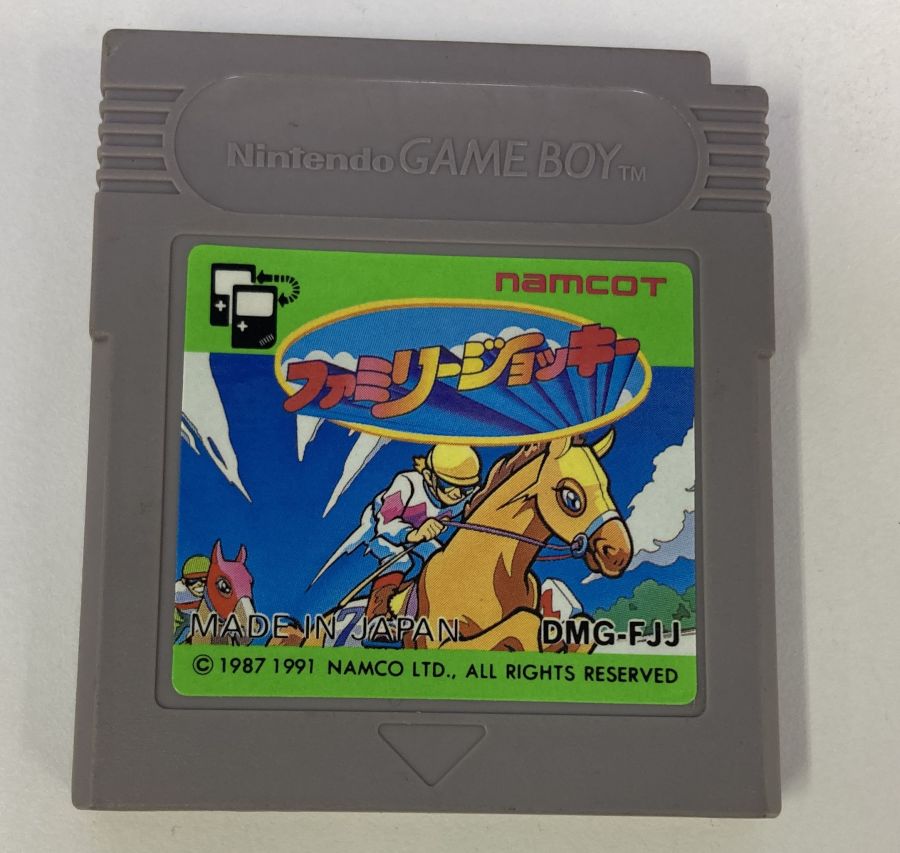 Nintendo GAME BOY™
namcot
ファミリージョッキー
7
MADE IN JAPAN DMG-FJJ
© 1987 1991 NAMCO LTD., ALL RIGHTS RESERVED